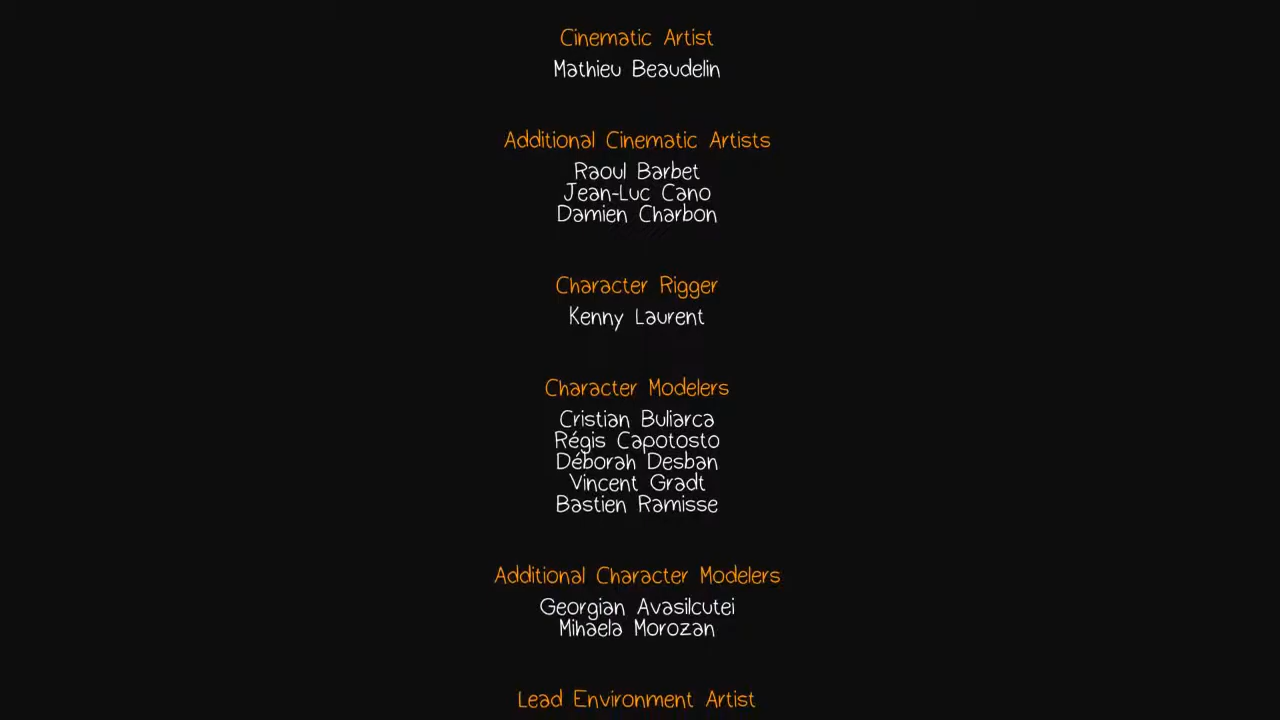 Cinematic Artist
Mathieu Beaudelin
Additional Cinematic Artists
Raoul Barbet
Jean-Luc Cano
Damien Charbon
Character Rigger
Kenny Laurent
Character Modelers
Cristian Buliarca
Régis Capotosto
Déborah Desban
Vincent Gradt
Bastien Ramisse
Additional Character Modelers
Georgian Avasilcutei
Mihaela Morozan
Lead Environment Artist